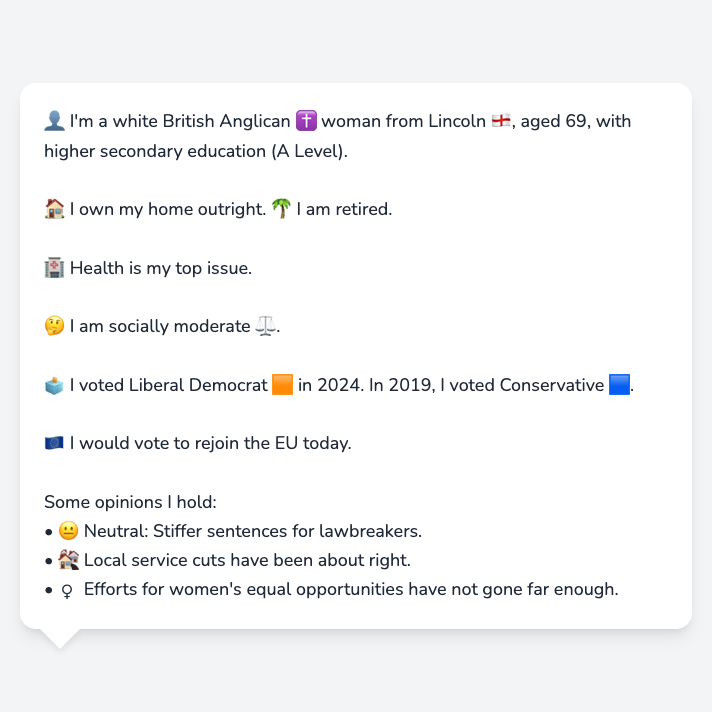 👤 I'm a white British Anglican ✝️ woman from Lincoln 🏴󠁧󠁢󠁥󠁮󠁧󠁿, aged 69, with
higher secondary education (A Level).
🏠 I own my home outright. 🌴 I am retired.
🏥 Health is my top issue.
🤔 I am socially moderate ⚖️.
🗳️ I voted Liberal Democrat 🟧 in 2024. In 2019, I voted Conservative 🟦.
🇪🇺 I would vote to rejoin the EU today.
Some opinions I hold:
• 😐 Neutral: Stiffer sentences for lawbreakers.
• 🏚️ Local service cuts have been about right.
• ♀ Efforts for women's equal opportunities have not gone far enough.